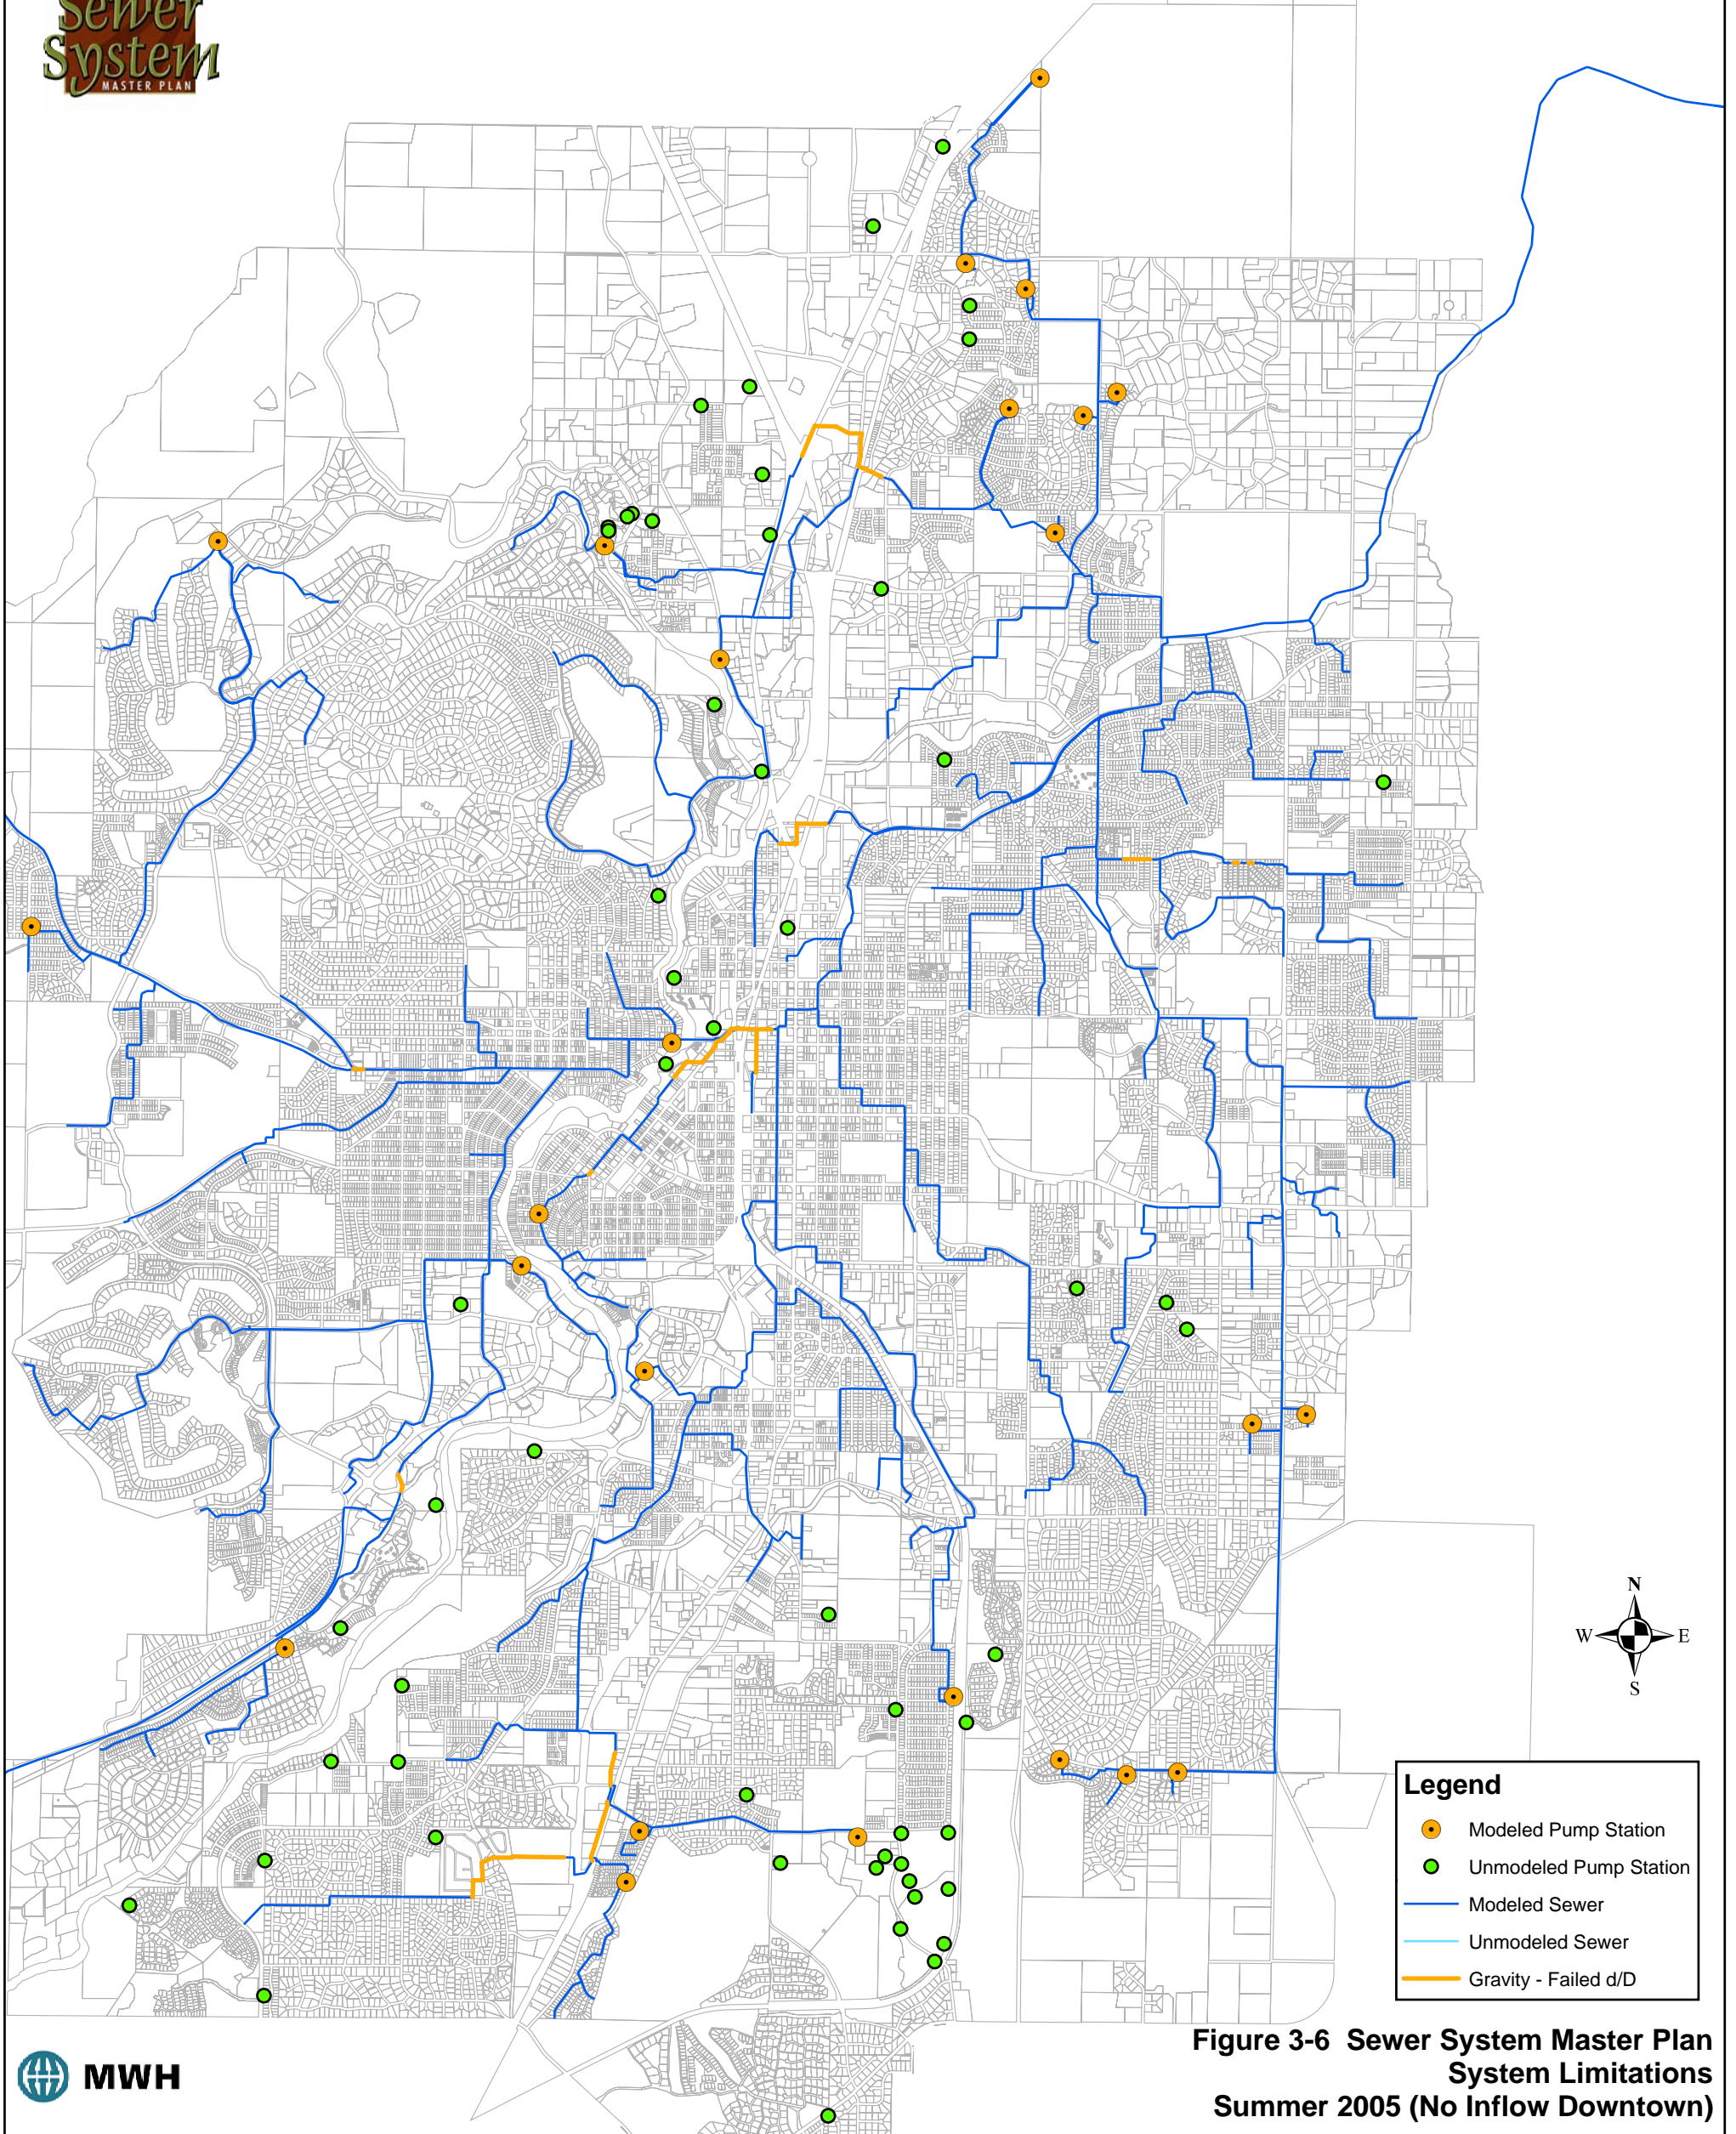 Sewer
System
MASTER PLAN
N
W E
S
Legend
Modeled Pump Station
Unmodeled Pump Station
Modeled Sewer
Unmodeled Sewer
Gravity - Failed d/D
Figure 3-6 Sewer System Master Plan
System Limitations
Summer 2005 (No Inflow Downtown)
MWH